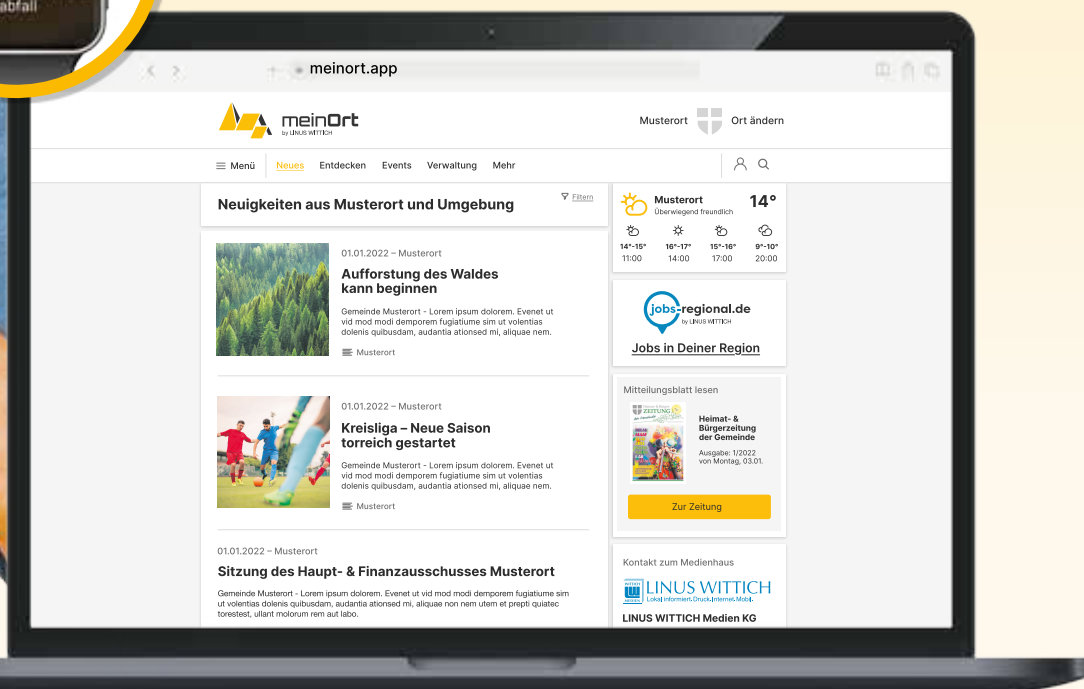 abfall
meinort.app
meinOrt
by LINUS WITTICH
Musterort
Ort ändern
Menü
Neues
Entdecken
Events
Verwaltung
Mehr
Neuigkeiten aus Musterort und Umgebung
Filtern
01.01.2022 – Musterort
Aufforstung des Waldes
kann beginnen
Gemeinde Musterort - Lorem ipsum dolorem. Evenet ut
vid mod modi demporem fugiatiume sim ut volentias
dolenis quibusdam, audantia ationsed mi, aliquae nem.
Musterort
01.01.2022 – Musterort
Kreisliga – Neue Saison
torreich gestartet
Gemeinde Musterort - Lorem ipsum dolorem. Evenet ut
vid mod modi demporem fugiatiume sim ut volentias
dolenis quibusdam, audantia ationsed mi, aliquae nem.
Musterort
01.01.2022 – Musterort
Sitzung des Haupt- & Finanzausschusses Musterort
Gemeinde Musterort - Lorem ipsum dolorem. Evenet ut vid mod modi demporem fugiatiume sim
ut volentias dolenis quibusdam, audantia ationsed mi, aliquae non nem utem et prepti quiatec
torestest, ullant molorum rem aut labo.
Musterort
14°
Überwiegend freundlich
14°-15° 16°-17° 15°-16° 9°-10°
11:00 14:00 17:00 20:00
jobs-regional.de
by LINUS WITTICH
Jobs in Deiner Region
Mitteilungsblatt lesen
ZEITUNG
Heimat- &
Bürgerzeitung
der Gemeinde
Ausgabe: 1/2022
von Montag, 03.01.
Zur Zeitung
Kontakt zum Medienhaus
LINUS WITTICH
Lokal informiert. Druck. Internet. Mobil.
LINUS WITTICH Medien KG